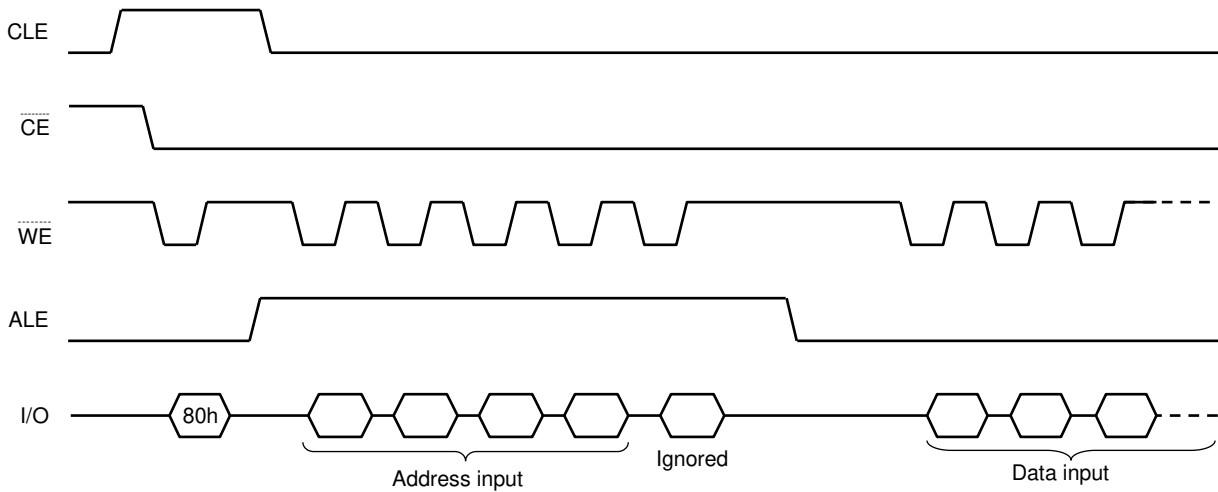 CLE
CE
WE
ALE
I/O
80h
Address input
Ignored
Data input